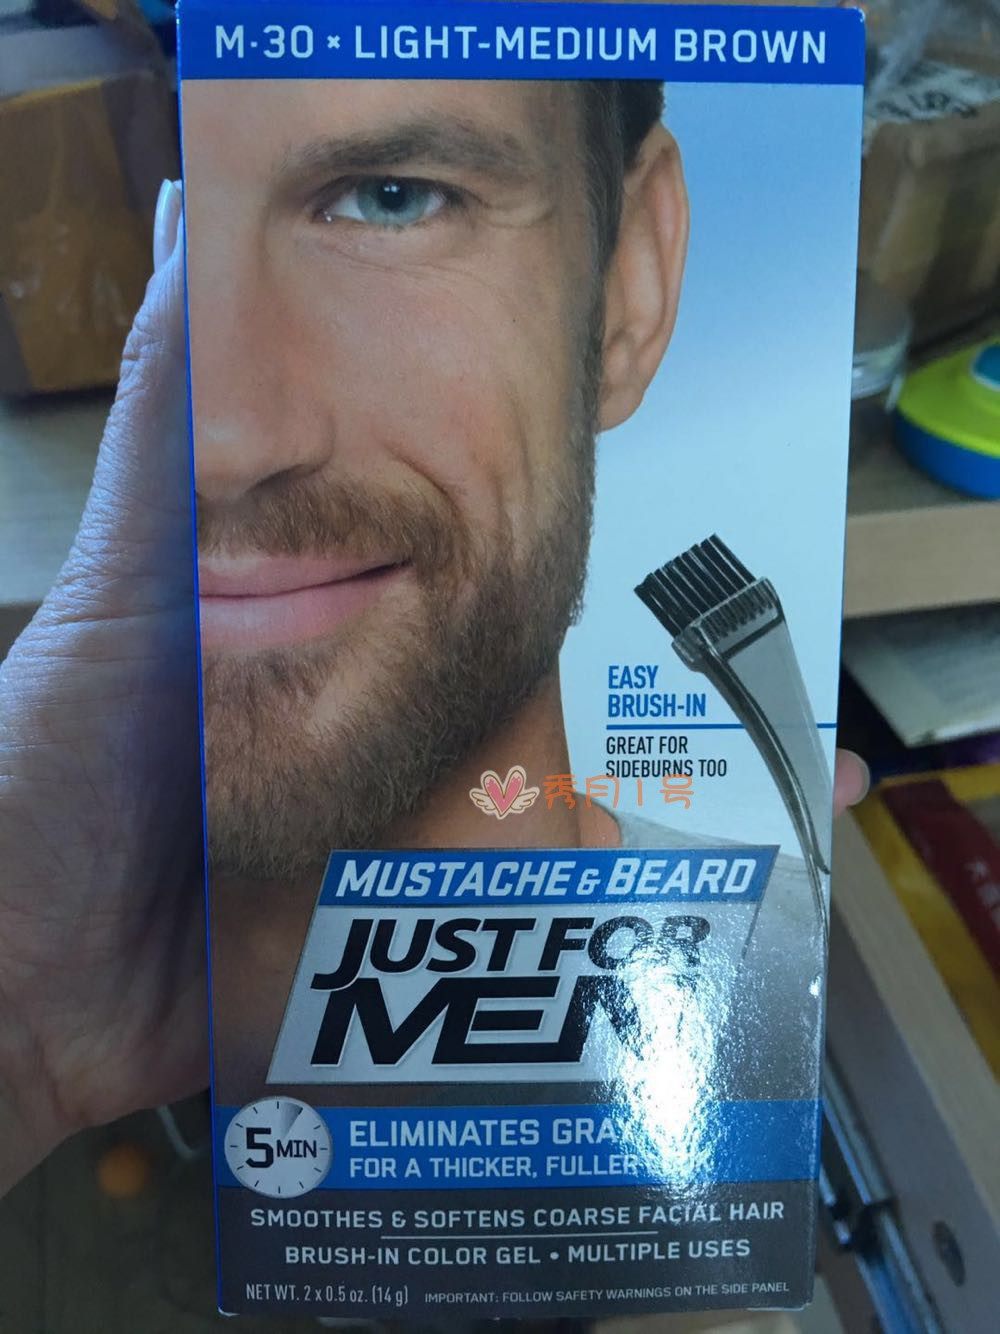 M-30 × LIGHT-MEDIUM BROWN
EASY
BRUSH-IN
GREAT FOR
SIDEBURNS TOO
秀月1号
MUSTACHE & BEARD
JUST FOR
MEN
5 MIN
ELIMINATES GRAY
FOR A THICKER, FULLER
SMOOTHES & SOFTENS COARSE FACIAL HAIR
BRUSH-IN COLOR GEL • MULTIPLE USES
NET WT. 2 x 0.5 oz. (14 g) IMPORTANT: FOLLOW SAFETY WARNINGS ON THE SIDE PANEL